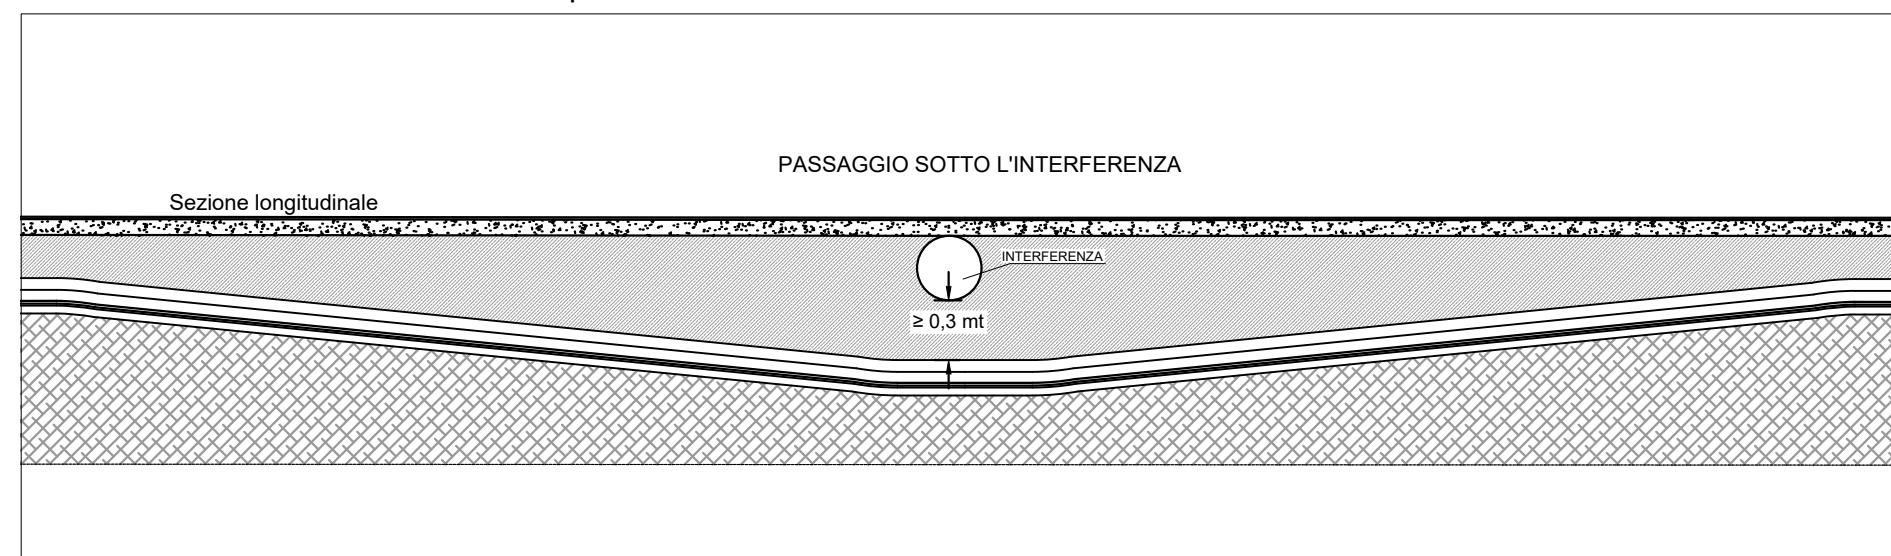 PASSAGGIO SOTTO L'INTERFERENZA
Sezione longitudinale
INTERFERENZA
≥ 0,3 mt